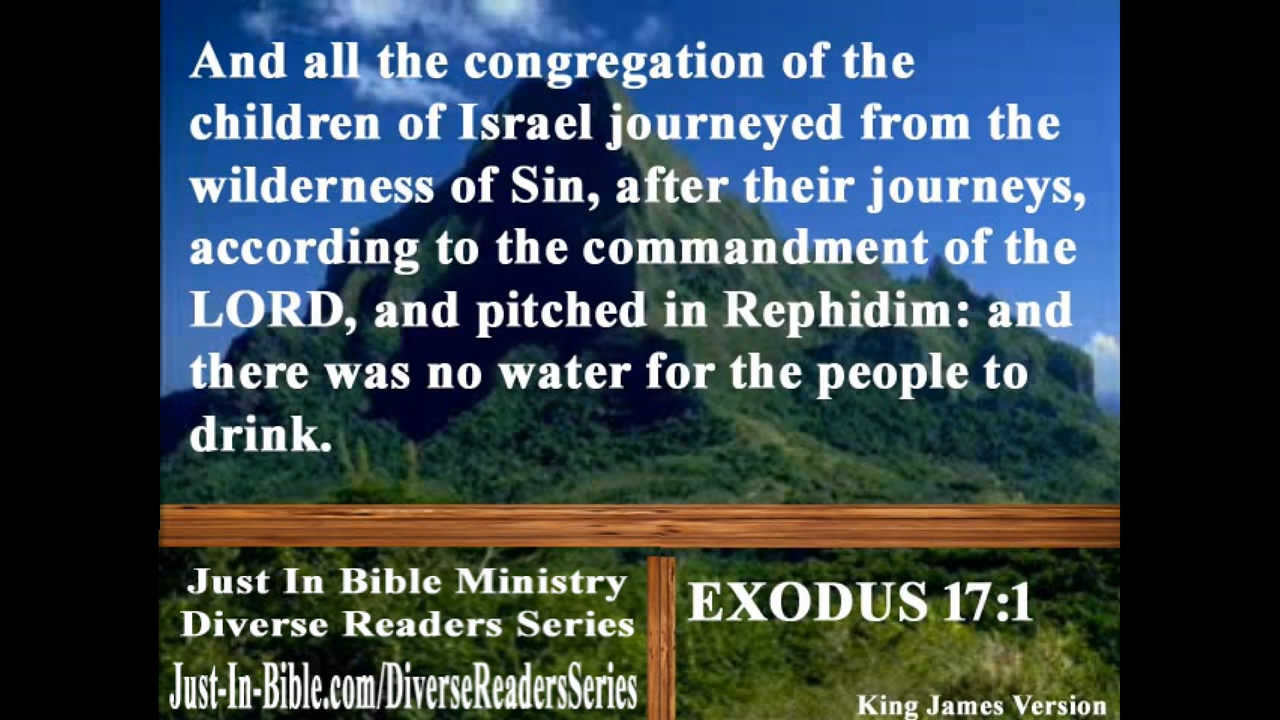 And all the congregation of the
children of Israel journeyed from the
wilderness of Sin, after their journeys,
according to the commandment of the
LORD, and pitched in Rephidim: and
there was no water for the people to
drink.
Just In Bible Ministry
Diverse Readers Series
Just-In-Bible.com/DiverseReadersSeries
EXODUS 17:1
King James Version